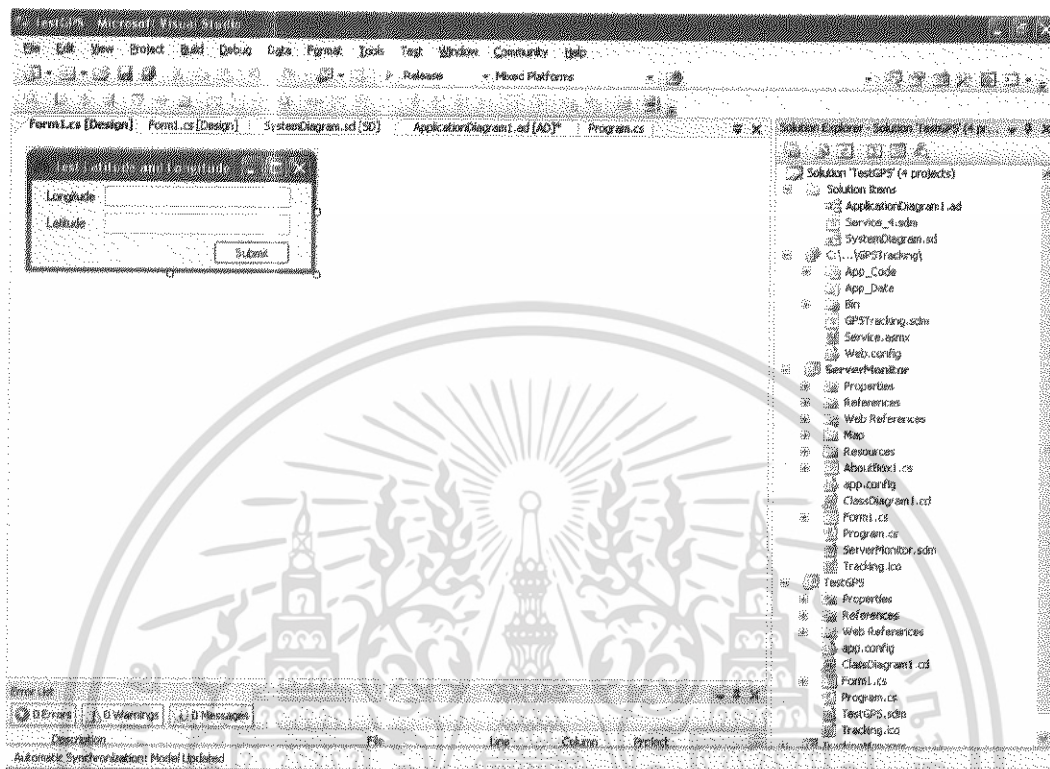 TestGPS - Microsoft Visual Studio
File Edit View Project Build Debug Data Format Tools Test Window Community Help
Release Mixed Platforms
Form1.cs [Design] Form1.cs [Design] SystemDiagram.sd [SD] ApplicationDiagram1.ad [AD]* Program.cs
Solution Explorer - Solution 'TestGPS' (4 pr...
Test Latitude and Longitude
Longitude
Latitude
Submit
Solution 'TestGPS' (4 projects)
Solution Items
ApplicationDiagram1.ad
Service_4.sdm
SystemDiagram.sd
C:\...\GPSTracking\
App_Code
App_Data
Bin
GPSTracking.sdm
Service.asmx
Web.config
ServerMonitor
Properties
References
Web References
Map
Resources
AboutBox1.cs
app.config
ClassDiagram1.cd
Form1.cs
Program.cs
ServerMonitor.sdm
Tracking.ico
TestGPS
Properties
References
Web References
app.config
ClassDiagram1.cd
Form1.cs
Program.cs
TestGPS.sdm
Tracking.ico
Error List
0 Errors 0 Warnings 0 Messages
Description File Line Column Project
Automatic Synchronization: Model Updated